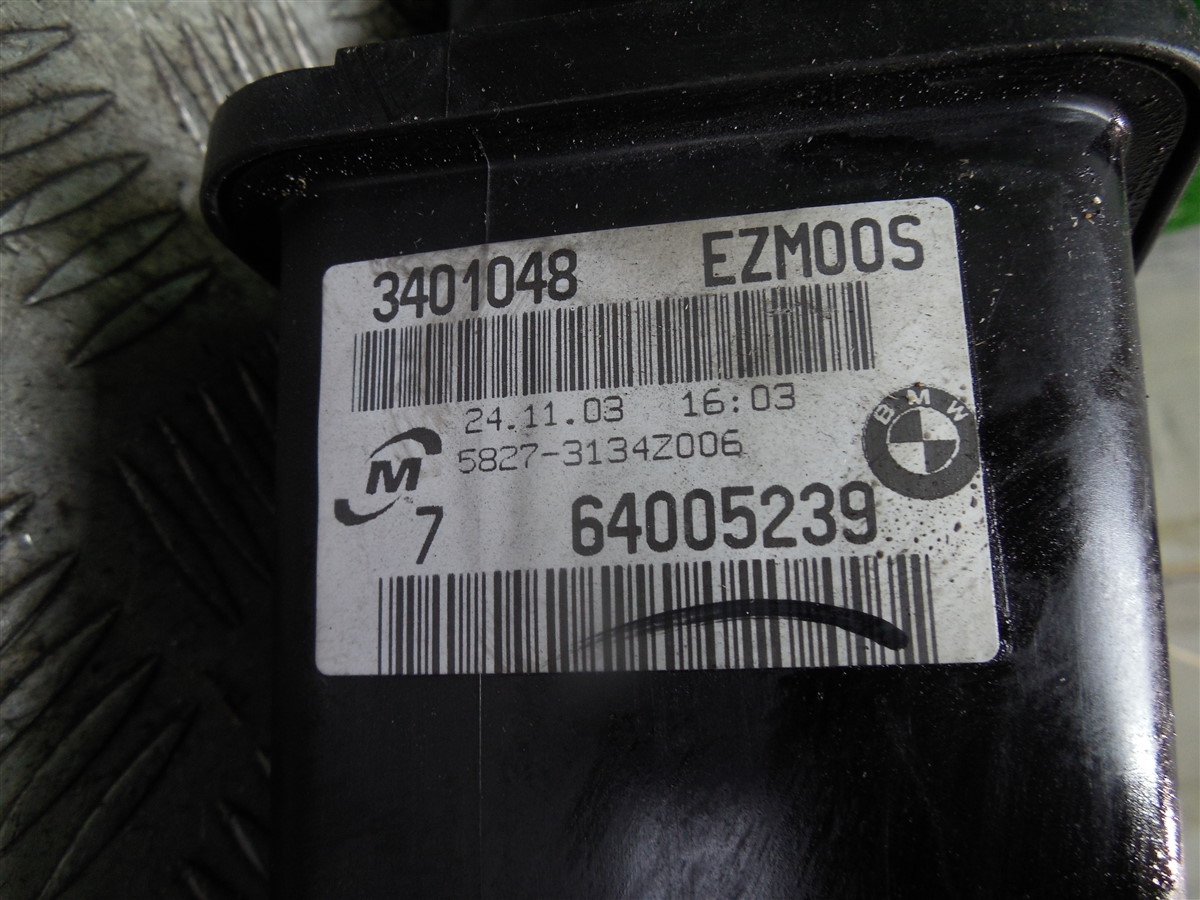 3401048 EZM00S
24.11.03 16:03
BMW
M
5827-3134Z006
7 64005239